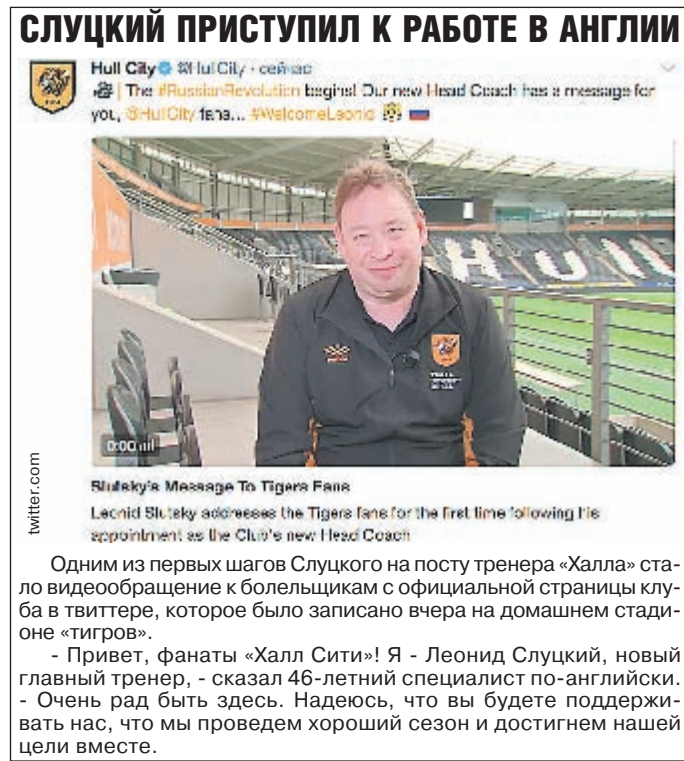 СЛУЦКИЙ ПРИСТУПИЛ К РАБОТЕ В АНГЛИИ
Hull City @HullCity · сейчас
The #RussianRevolution begins! Our new Head Coach has a message for
you, @HullCity fans... #WelcomeLeonid
HULL
0:00
twitter.com
Slutsky's Message To Tigers Fans
Leonid Slutsky addresses the Tigers fans for the first time following his
appointment as the Club's new Head Coach
Одним из первых шагов Слуцкого на посту тренера «Халла» ста-
ло видеообращение к болельщикам с официальной страницы клу-
ба в твиттере, которое было записано вчера на домашнем стади-
оне «тигров».
- Привет, фанаты «Халл Сити»! Я - Леонид Слуцкий, новый
главный тренер, - сказал 46-летний специалист по-английски.
- Очень рад быть здесь. Надеюсь, что вы будете поддержи-
вать нас, что мы проведем хороший сезон и достигнем нашей
цели вместе.